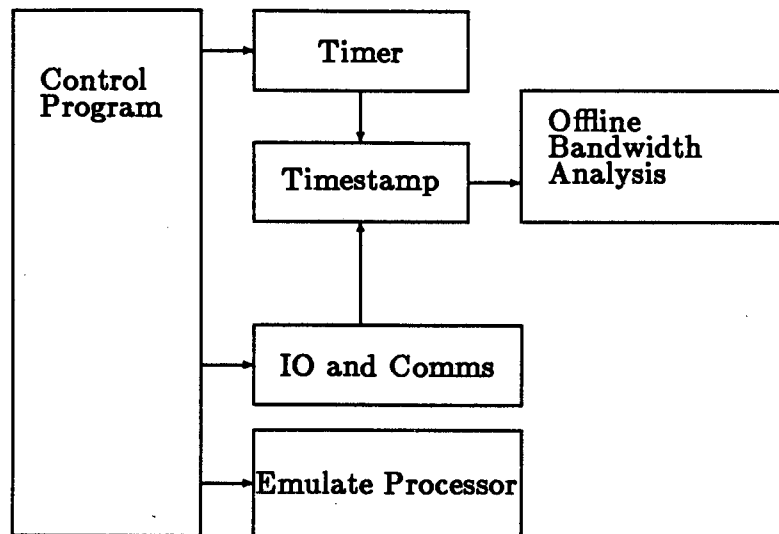 Control
Program
Timer
Timestamp
Offline
Bandwidth
Analysis
IO and Comms
Emulate Processor